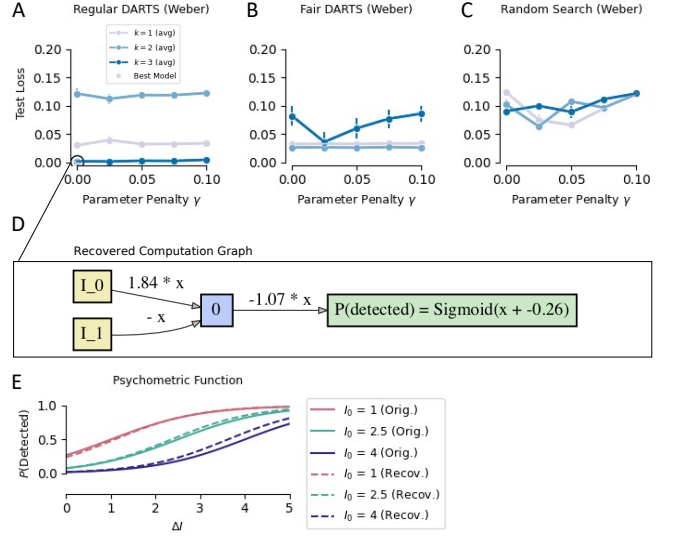 A
Regular DARTS (Weber)
B
Fair DARTS (Weber)
C
Random Search (Weber)
k = 1 (avg)
k = 2 (avg)
k = 3 (avg)
Best Model
Test Loss
0.20
0.15
0.10
0.05
0.00
0.00
0.05
0.10
Parameter Penalty γ
0.20
0.15
0.10
0.05
0.00
0.00
0.05
0.10
Parameter Penalty γ
0.20
0.15
0.10
0.05
0.00
0.00
0.05
0.10
Parameter Penalty γ
D
Recovered Computation Graph
I_0
1.84 * x
I_1
- x
0
-1.07 * x
P(detected) = Sigmoid(x + -0.26)
E
Psychometric Function
P(Detected)
1.0
0.5
0.0
0
1
2
3
4
5
ΔI
I₀ = 1 (Orig.)
I₀ = 2.5 (Orig.)
I₀ = 4 (Orig.)
I₀ = 1 (Recov.)
I₀ = 2.5 (Recov.)
I₀ = 4 (Recov.)